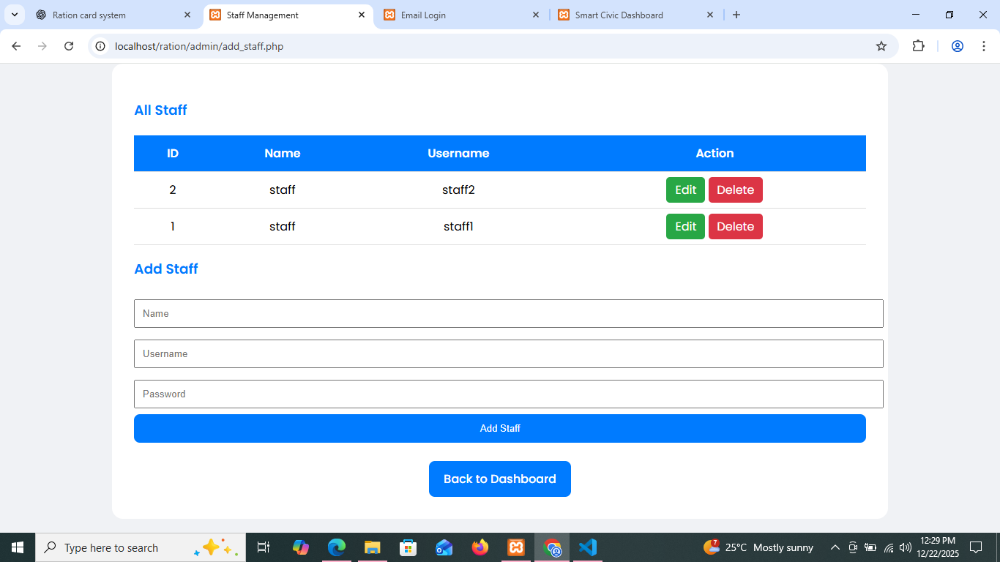 Ration card system
Staff Management
Email Login
Smart Civic Dashboard
localhost/ration/admin/add_staff.php
All Staff
ID Name Username Action
2 staff staff2 Edit Delete
1 staff staff1 Edit Delete
Add Staff
Name
Username
Password
Add Staff
Back to Dashboard
Type here to search
7
25°C Mostly sunny
12:29 PM
12/22/2025